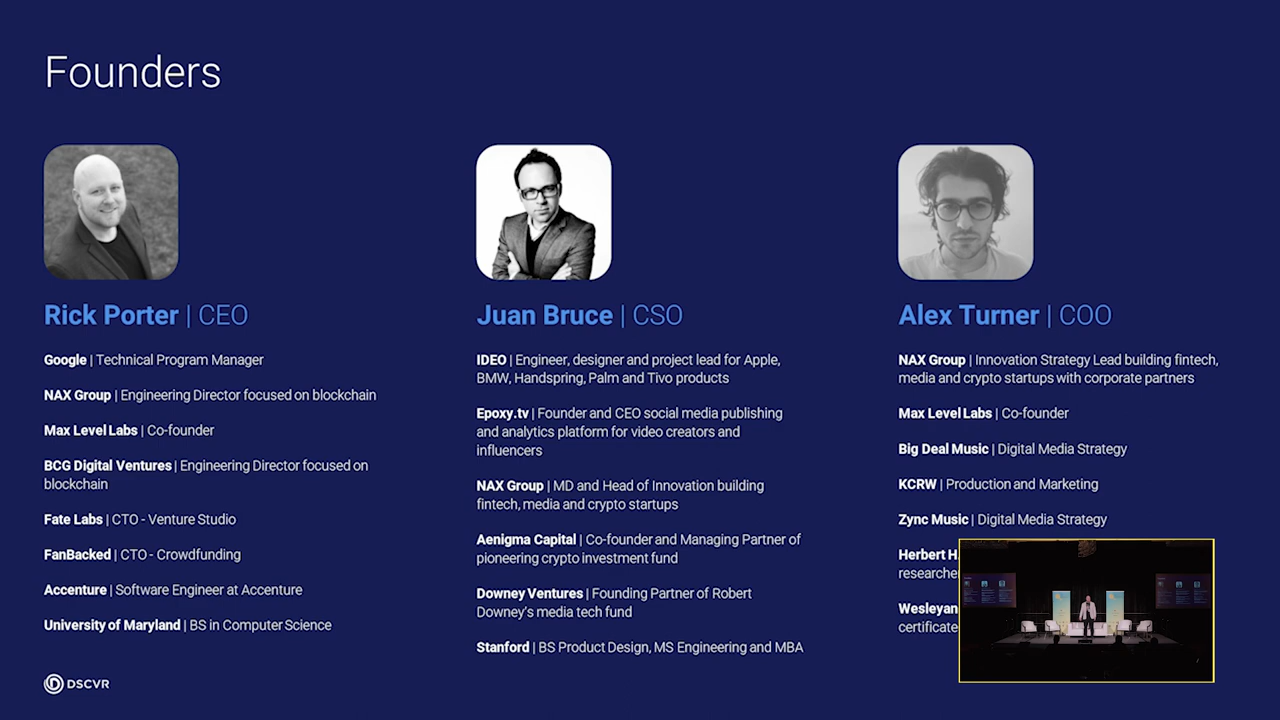 Founders
Rick Porter | CEO
Google | Technical Program Manager
NAX Group | Engineering Director focused on blockchain
Max Level Labs | Co-founder
BCG Digital Ventures | Engineering Director focused on
blockchain
Fate Labs | CTO - Venture Studio
FanBacked | CTO - Crowdfunding
Accenture | Software Engineer at Accenture
University of Maryland | BS in Computer Science
Juan Bruce | CSO
IDEO | Engineer, designer and project lead for Apple,
BMW, Handspring, Palm and Tivo products
Epoxy.tv | Founder and CEO social media publishing
and analytics platform for video creators and
influencers
NAX Group | MD and Head of Innovation building
fintech, media and crypto startups
Aenigma Capital | Co-founder and Managing Partner of
pioneering crypto investment fund
Downey Ventures | Founding Partner of Robert
Downey's media tech fund
Stanford | BS Product Design, MS Engineering and MBA
Alex Turner | COO
NAX Group | Innovation Strategy Lead building fintech,
media and crypto startups with corporate partners
Max Level Labs | Co-founder
Big Deal Music | Digital Media Strategy
KCRW | Production and Marketing
Zync Music | Digital Media Strategy
Herbert H.
researche
Wesleyan
certificate
DSCVR